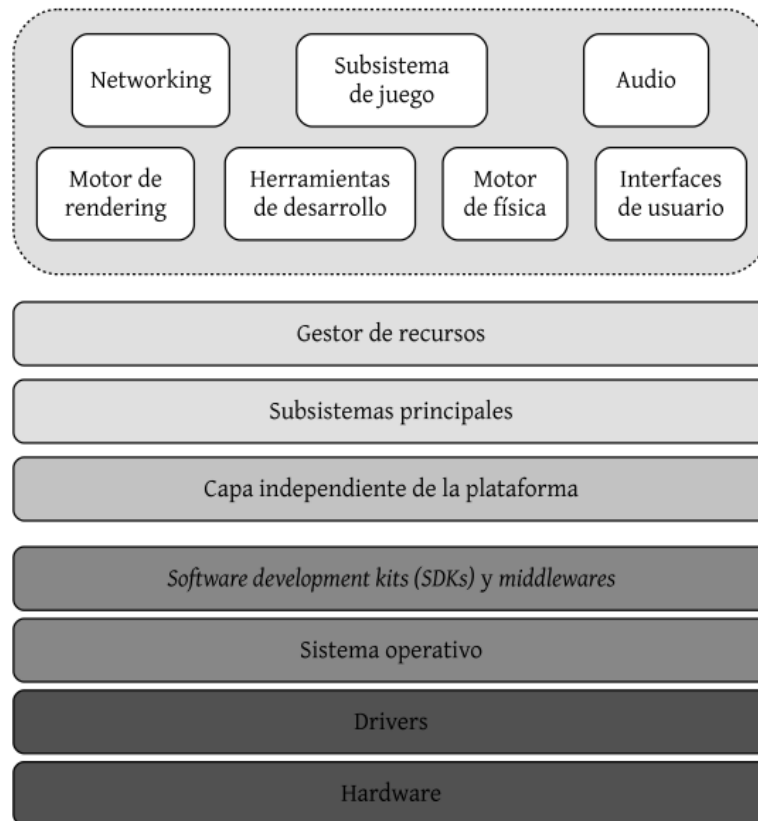 Networking
Subsistema
de juego
Audio
Motor de
rendering
Herramientas
de desarrollo
Motor
de física
Interfaces
de usuario
Gestor de recursos
Subsistemas principales
Capa independiente de la plataforma
Software development kits (SDKs) y middlewares
Sistema operativo
Drivers
Hardware